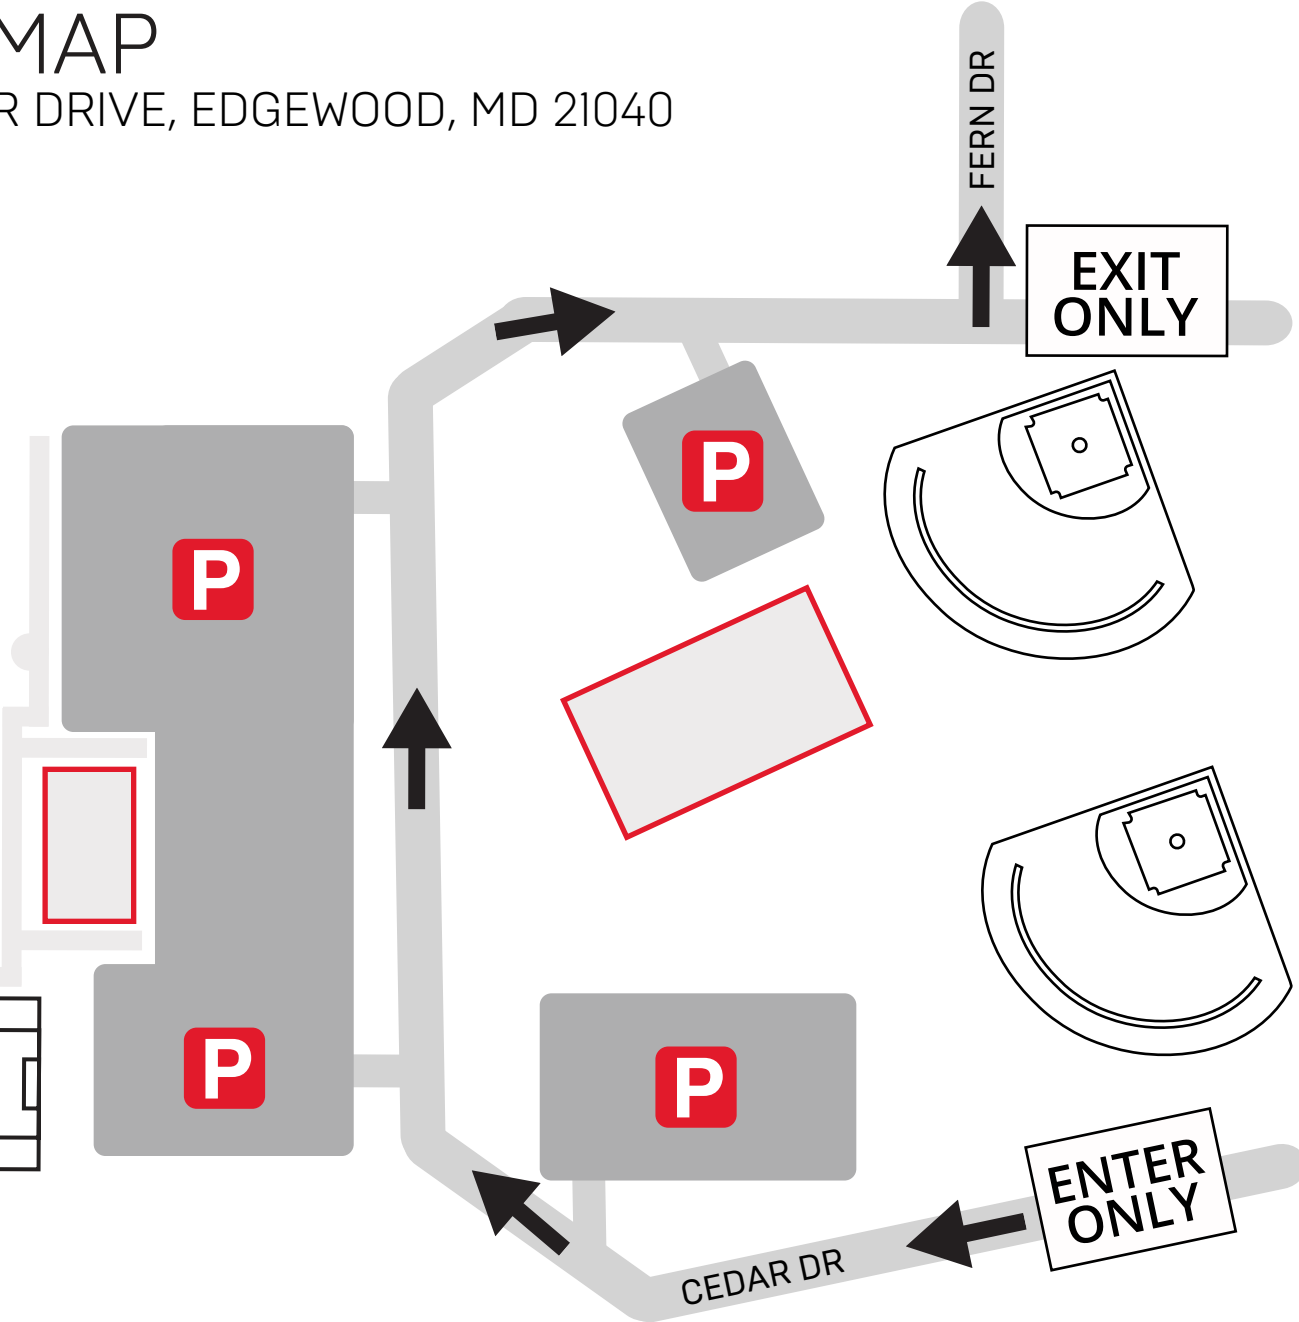 MAP
R DRIVE, EDGEWOOD, MD 21040
FERN DR
EXIT
ONLY
P
P
P
P
ENTER
ONLY
CEDAR DR